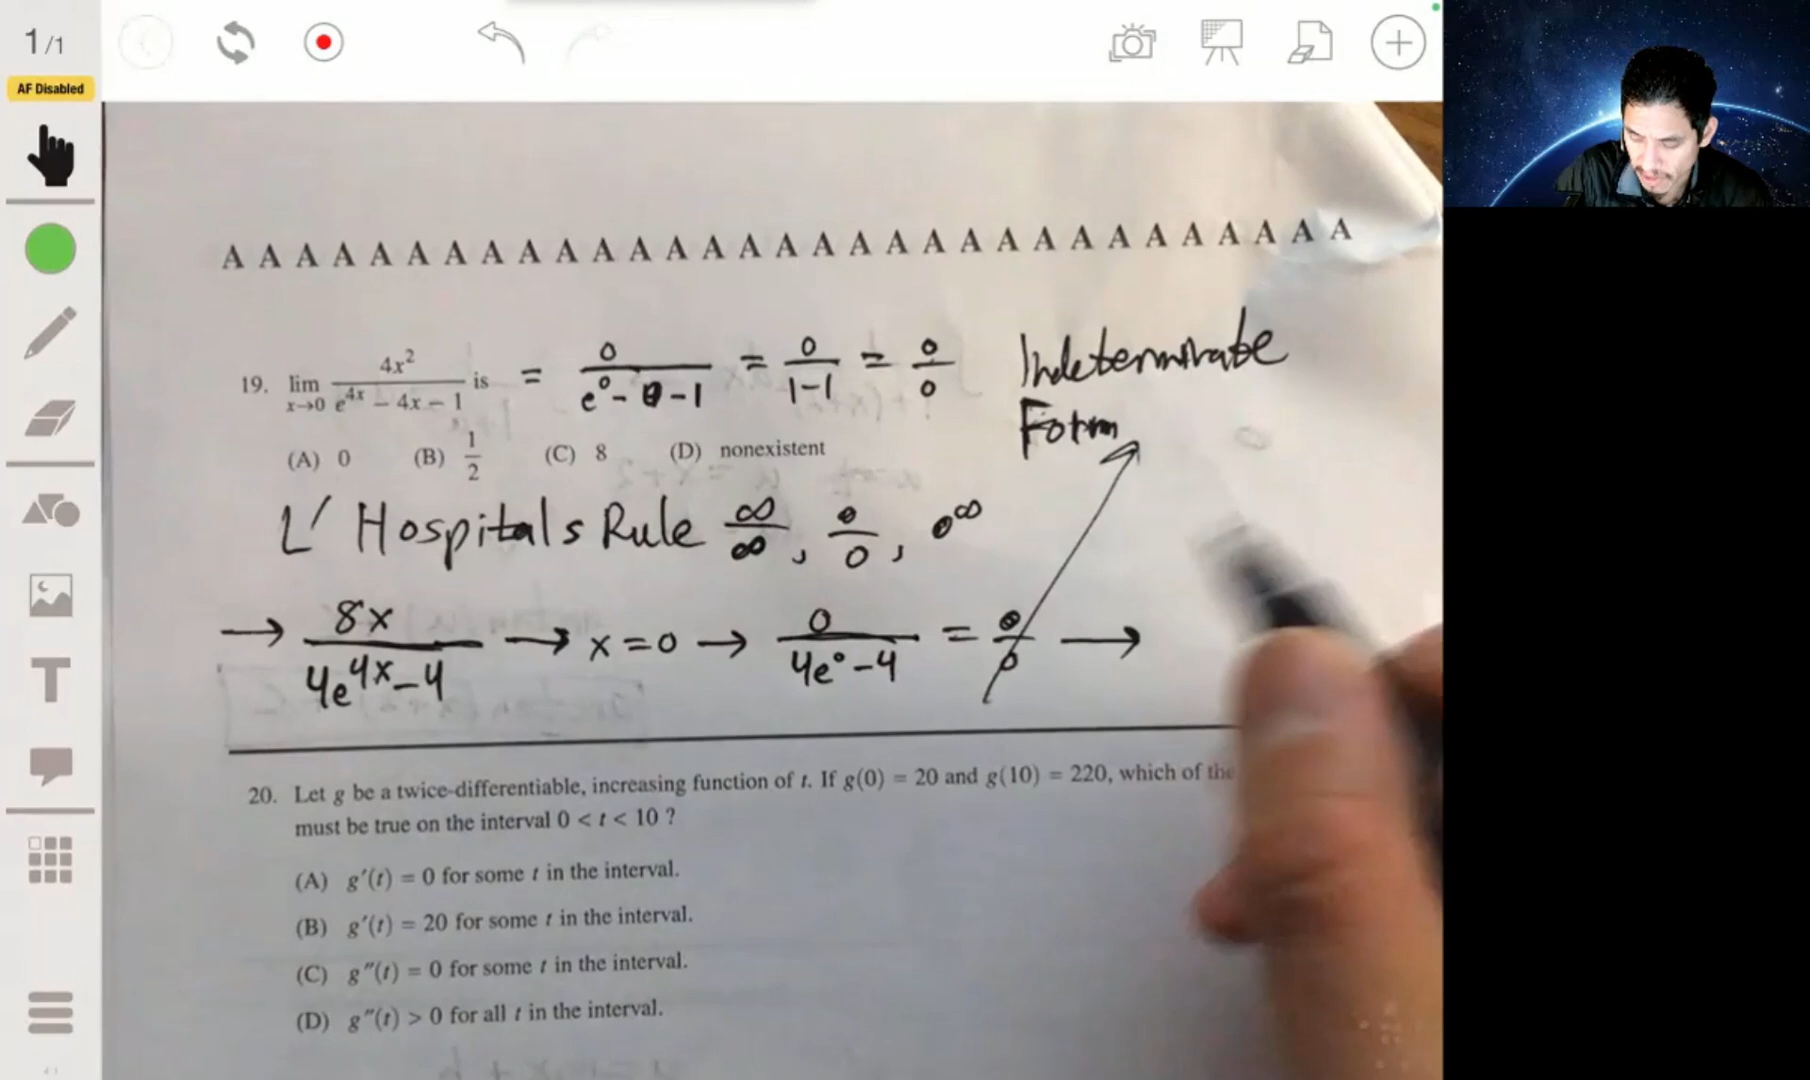 1/1
AF Disabled
A A A A A A A A A A A A A A A A A A A A A A A A A A A A A A A
19. lim x→0 4x² / e^4x − 4x − 1 is = 0 / e^0 - 0 - 1 = 0 / 1-1 = 0/0 Indeterminate
Form
(A) 0 (B) 1/2 (C) 8 (D) nonexistent
L' Hospitals Rule ∞/∞, 0/0, 0^∞
→ 8x / 4e^4x - 4 → x = 0 → 0 / 4e^0 - 4 = 0/0 →
20. Let g be a twice-differentiable, increasing function of t. If g(0) = 20 and g(10) = 220, which of the
must be true on the interval 0 < t < 10 ?
(A) g′(t) = 0 for some t in the interval.
(B) g′(t) = 20 for some t in the interval.
(C) g″(t) = 0 for some t in the interval.
(D) g″(t) > 0 for all t in the interval.
T